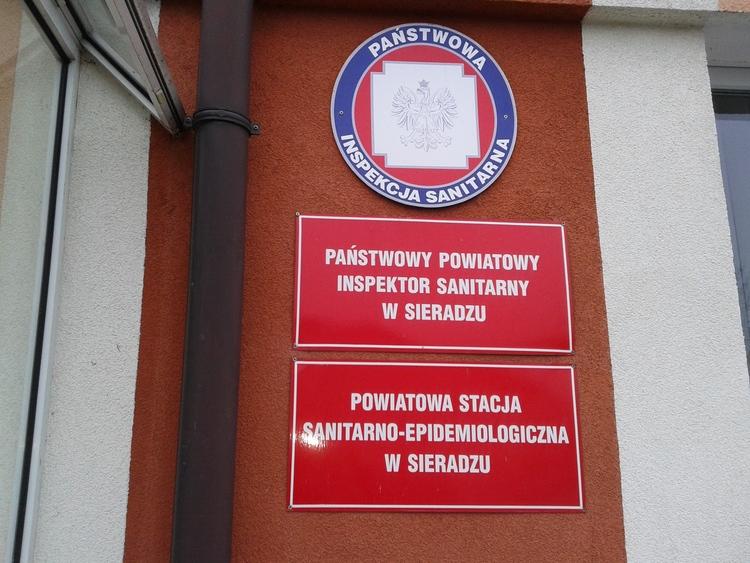 PAŃSTWOWA
INSPEKCJA SANITARNA
PAŃSTWOWY POWIATOWY
INSPEKTOR SANITARNY
W SIERADZU
POWIATOWA STACJA
SANITARNO-EPIDEMIOLOGICZNA
W SIERADZU